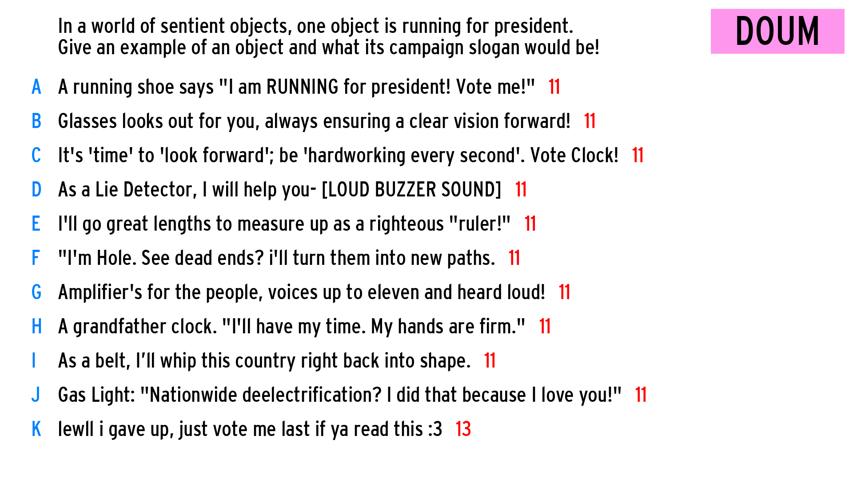 In a world of sentient objects, one object is running for president.
Give an example of an object and what its campaign slogan would be!
DOUM
A A running shoe says "I am RUNNING for president! Vote me!" 11
B Glasses looks out for you, always ensuring a clear vision forward! 11
C It's 'time' to 'look forward'; be 'hardworking every second'. Vote Clock! 11
D As a Lie Detector, I will help you- [LOUD BUZZER SOUND] 11
E I'll go great lengths to measure up as a righteous "ruler!" 11
F "I'm Hole. See dead ends? i'll turn them into new paths. 11
G Amplifier's for the people, voices up to eleven and heard loud! 11
H A grandfather clock. "I'll have my time. My hands are firm." 11
I As a belt, I’ll whip this country right back into shape. 11
J Gas Light: "Nationwide deelectrification? I did that because I love you!" 11
K lewll i gave up, just vote me last if ya read this :3 13